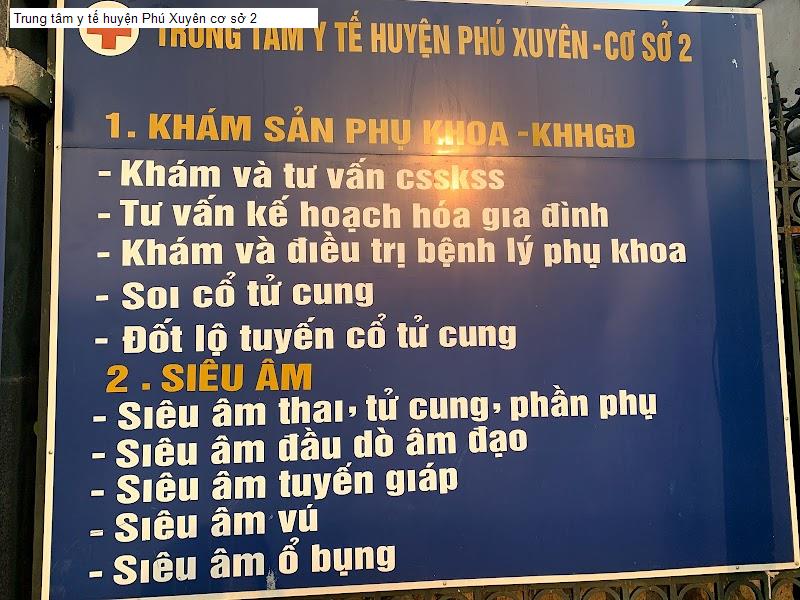 Trung tâm y tế huyện Phú Xuyên cơ sở 2
TRUNG TÂM Y TẾ HUYỆN PHÚ XUYÊN - CƠ SỞ 2
1. KHÁM SẢN PHỤ KHOA -KHHGĐ
- Khám và tư vấn csskss
- Tư vấn kế hoạch hóa gia đình
- Khám và điều trị bệnh lý phụ khoa
- Soi cổ tử cung
- Đốt lộ tuyến cổ tử cung
2 . SIÊU ÂM
- Siêu âm thai, tử cung, phần phụ
- Siêu âm đầu dò âm đạo
- Siêu âm tuyến giáp
- Siêu âm vú
- Siêu âm ổ bụng